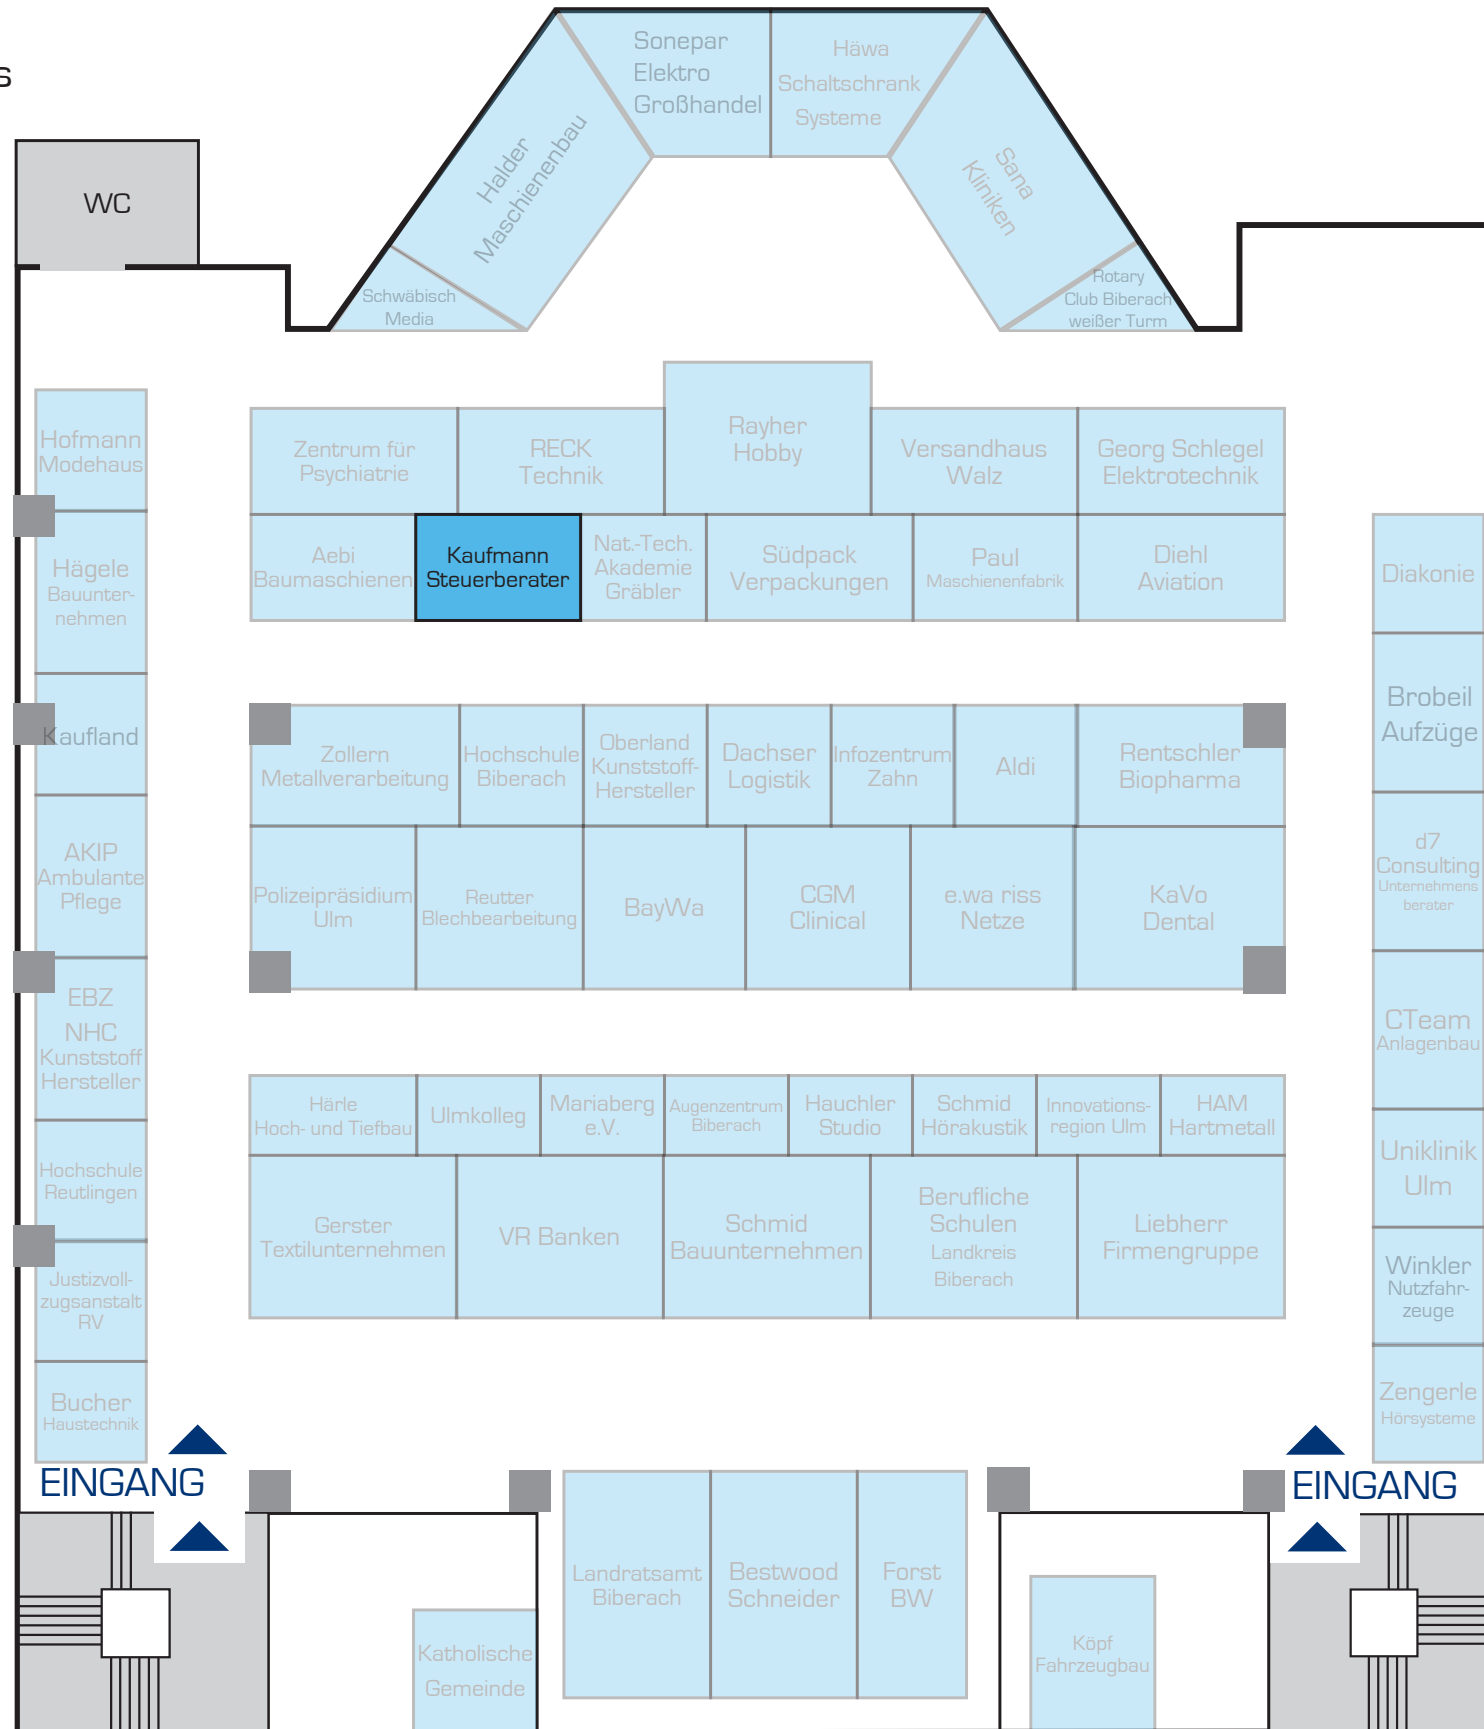 s
Sonepar
Elektro
Großhandel
Häwa
Schaltschrank
Systeme
Halder
Maschienenbau
Sana
Kliniken
WC
Schwäbisch
Media
Rotary
Club Biberach
weißer Turm
Hofmann
Modehaus
Zentrum für
Psychiatrie
RECK
Technik
Rayher
Hobby
Versandhaus
Walz
Georg Schlegel
Elektrotechnik
Hägele
Bauunter-
nehmen
Aebi
Baumaschienen
Kaufmann
Steuerberater
Nat.-Tech.
Akademie
Gräbler
Südpack
Verpackungen
Paul
Maschienenfabrik
Diehl
Aviation
Diakonie
Kaufland
Zollern
Metallverarbeitung
Hochschule
Biberach
Oberland
Kunststoff-
Hersteller
Dachser
Logistik
Infozentrum
Zahn
Aldi
Rentschler
Biopharma
Brobeil
Aufzüge
AKIP
Ambulante
Pflege
Polizeipräsidium
Ulm
Reutter
Blechbearbeitung
BayWa
CGM
Clinical
e.wa riss
Netze
KaVo
Dental
d7
Consulting
Unternehmens
berater
EBZ
NHC
Kunststoff
Hersteller
CTeam
Anlagenbau
Härle
Hoch- und Tiefbau
Ulmkolleg
Mariaberg
e.V.
Augenzentrum
Biberach
Hauchler
Studio
Schmid
Hörakustik
Innovations-
region Ulm
HAM
Hartmetall
Uniklinik
Ulm
Hochschule
Reutlingen
Gerster
Textilunternehmen
VR Banken
Schmid
Bauunternehmen
Berufliche
Schulen
Landkreis
Biberach
Liebherr
Firmengruppe
Justizvoll-
zugsanstalt
RV
Winkler
Nutzfahr-
zeuge
Bucher
Haustechnik
Zengerle
Hörsysteme
EINGANG
EINGANG
Landratsamt
Biberach
Bestwood
Schneider
Forst
BW
Katholische
Gemeinde
Köpf
Fahrzeugbau